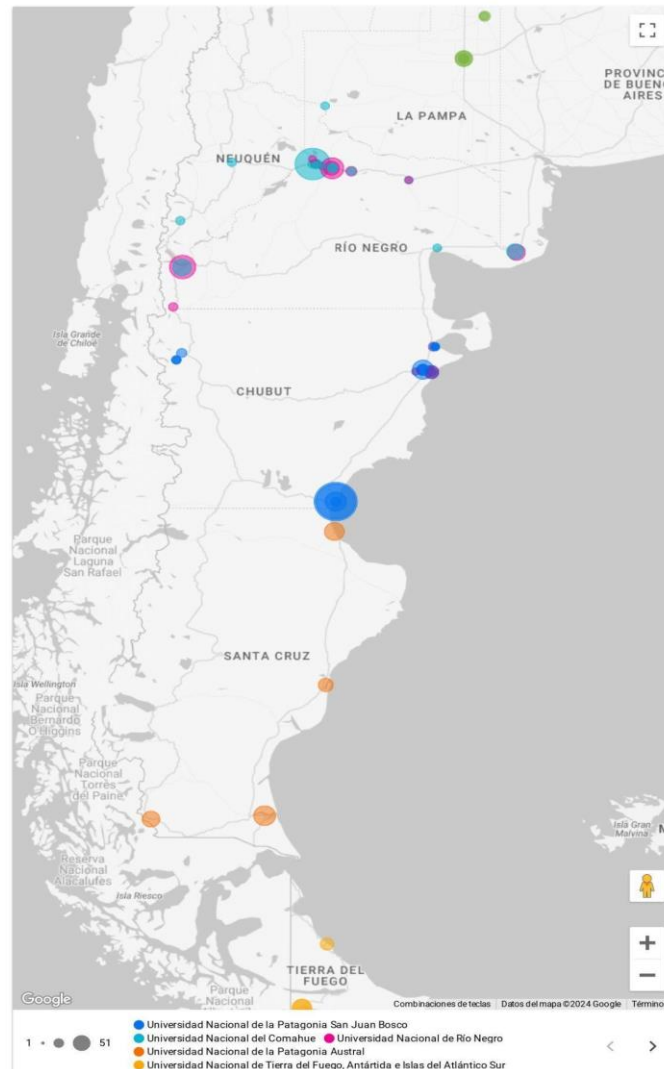 PROVINC
DE BUENO
AIRES
LA PAMPA
NEUQUÉN
RÍO NEGRO
Isla Grande
de Chiloé
CHUBUT
Parque
Nacional
Laguna
San Rafael
SANTA CRUZ
Isla Wellington
Parque
Nacional
Bernardo
O'Higgins
Parque
Nacional
Torres
del Paine
Isla Gran
Malvina
M
Reserva
Nacional
Alacalufes
Isla Riesco
TIERRA DEL
FUEGO
Parque
Nacional
Google
Combinaciones de teclas
Datos del mapa ©2024 Google
Término
1
51
Universidad Nacional de la Patagonia San Juan Bosco
Universidad Nacional del Comahue Universidad Nacional de Río Negro
Universidad Nacional de la Patagonia Austral
Universidad Nacional de Tierra del Fuego, Antártida e Islas del Atlántico Sur